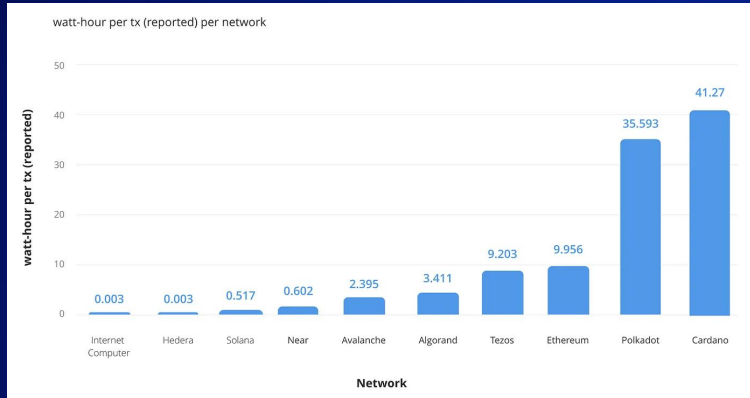 watt-hour per tx (reported) per network
watt-hour per tx (reported)
50
40
30
20
10
0
0.003
0.003
0.517
0.602
2.395
3.411
9.203
9.956
35.593
41.27
Internet
Computer
Hedera
Solana
Near
Avalanche
Algorand
Tezos
Ethereum
Polkadot
Cardano
Network